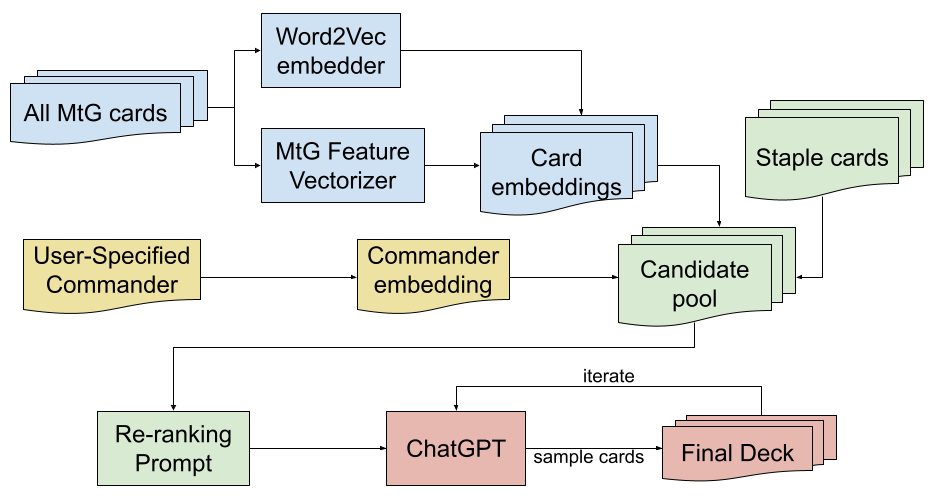 Word2Vec
embedder
All MtG cards
MtG Feature
Vectorizer
Card
embeddings
Staple cards
User-Specified
Commander
Commander
embedding
Candidate
pool
iterate
Re-ranking
Prompt
ChatGPT
sample cards
Final Deck